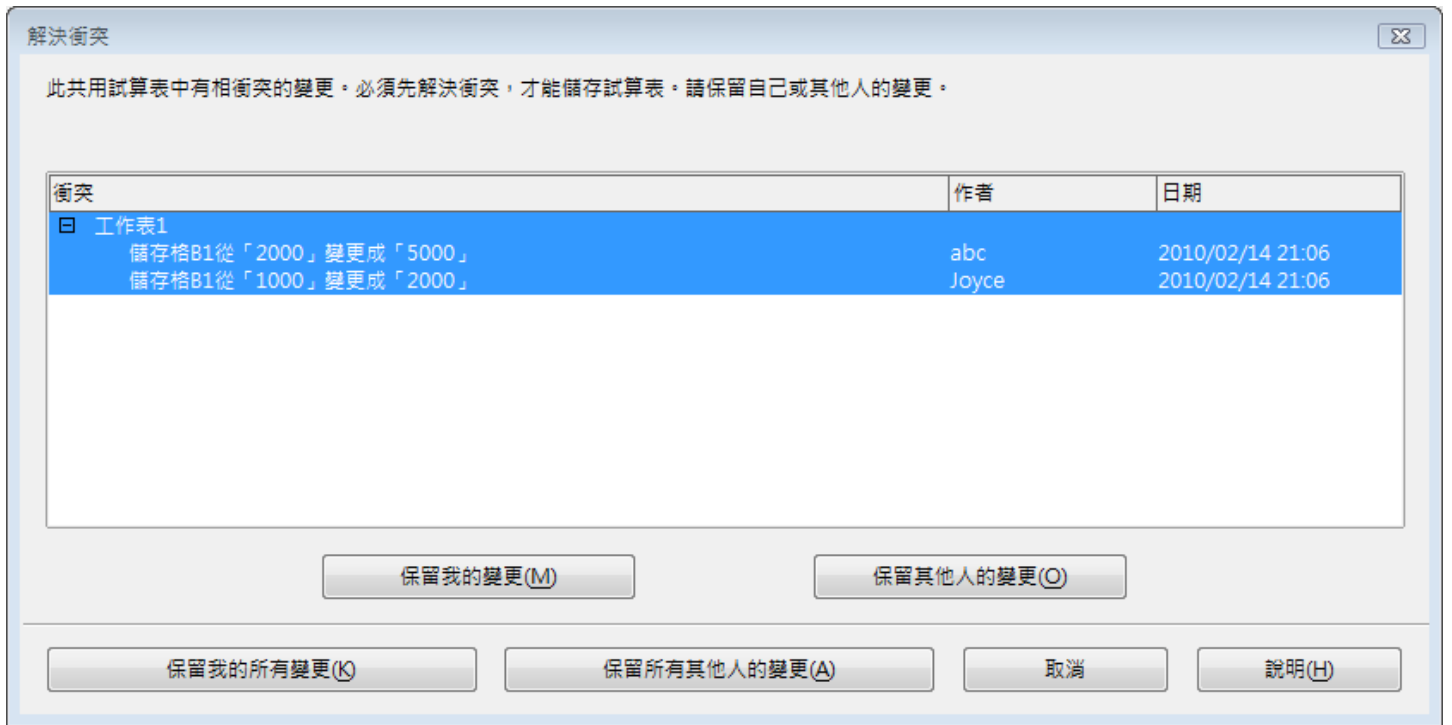 解決衝突
此共用試算表中有相衝突的變更。必須先解決衝突，才能儲存試算表。請保留自己或其他人的變更。
衝突 作者 日期
工作表1
儲存格B1從「2000」變更成「5000」 abc 2010/02/14 21:06
儲存格B1從「1000」變更成「2000」 Joyce 2010/02/14 21:06
保留我的變更(M) 保留其他人的變更(O)
保留我的所有變更(K) 保留所有其他人的變更(A) 取消 說明(H)